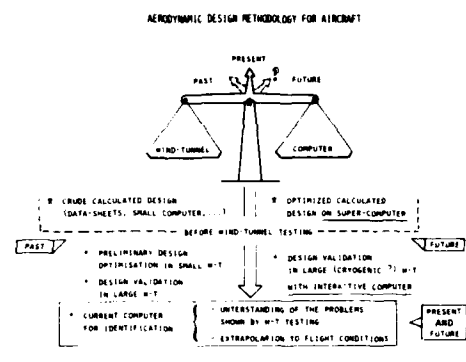 AERODYNAMIC DESIGN METHODOLOGY FOR AIRCRAFT
PRESENT
PAST
?
FUTURE
WIND-TUNNEL
COMPUTER
* CRUDE CALCULATED DESIGN
(DATA-SHEETS, SMALL COMPUTER, ...)
* OPTIMIZED CALCULATED
DESIGN ON SUPER-COMPUTER
BEFORE WIND-TUNNEL TESTING
PAST
FUTURE
* PRELIMINARY DESIGN
OPTIMISATION IN SMALL W-T
* DESIGN VALIDATION
IN LARGE W-T
* DESIGN VALIDATION
IN LARGE (CRYOGENIC ?) W-T
WITH INTERACTIVE COMPUTER
* CURRENT COMPUTER
FOR IDENTIFICATION
- UNDERSTANDING OF THE PROBLEMS
SHOWN BY W-T TESTING
- EXTRAPOLATION TO FLIGHT CONDITIONS
PRESENT
AND
FUTURE